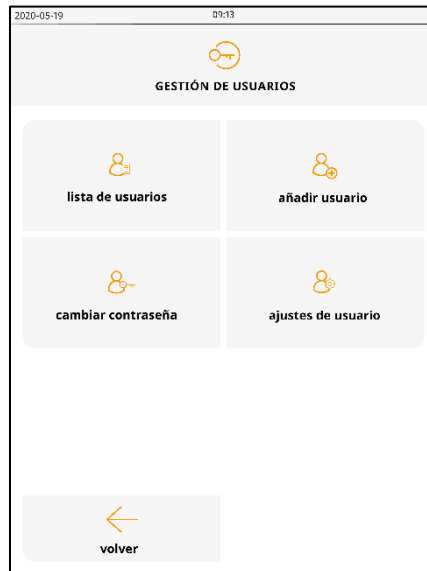 2020-05-19 09:13
GESTIÓN DE USUARIOS
lista de usuarios
añadir usuario
cambiar contraseña
ajustes de usuario
volver